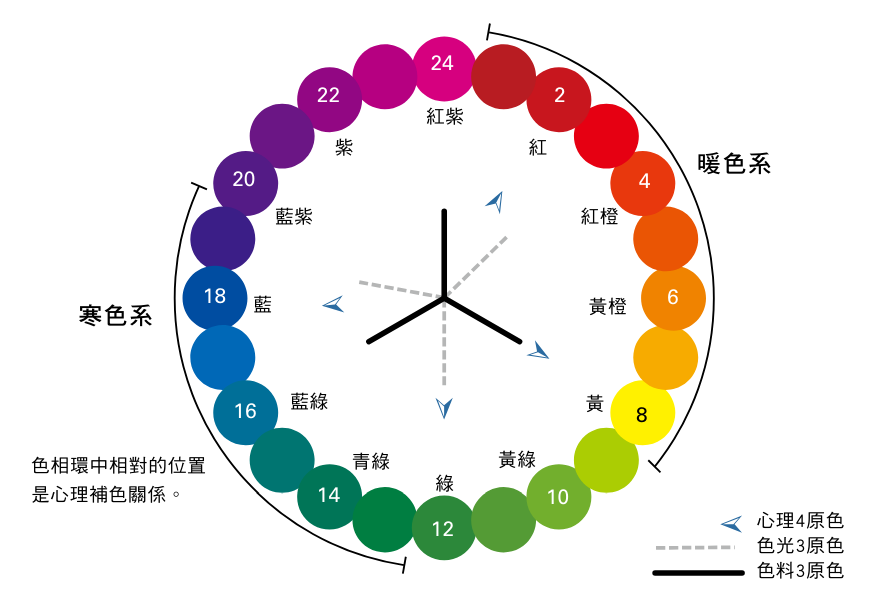 24
紅紫
2
紅
22
紫
暖色系
4
紅橙
20
藍紫
18
藍
6
黃橙
寒色系
16
藍綠
黃
8
青綠
黃綠
色相環中相對的位置
是心理補色關係。
14
綠
10
12
心理4原色
色光3原色
色料3原色